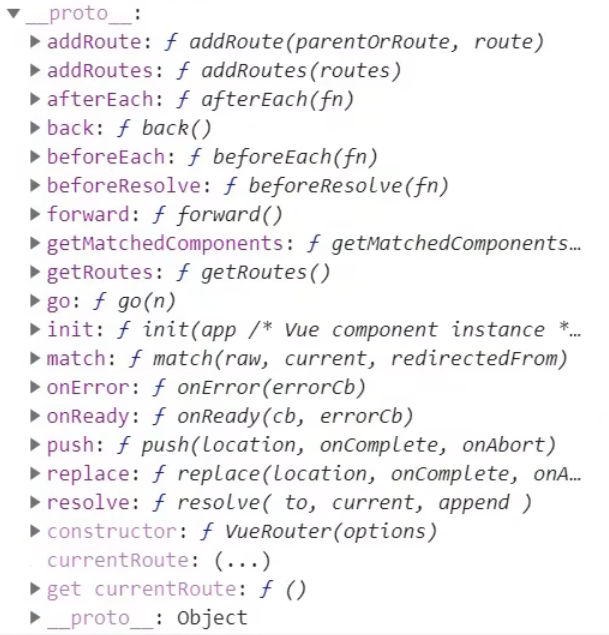 __proto__:
addRoute: ƒ addRoute(parentOrRoute, route)
addRoutes: ƒ addRoutes(routes)
afterEach: ƒ afterEach(fn)
back: ƒ back()
beforeEach: ƒ beforeEach(fn)
beforeResolve: ƒ beforeResolve(fn)
forward: ƒ forward()
getMatchedComponents: ƒ getMatchedComponents…
getRoutes: ƒ getRoutes()
go: ƒ go(n)
init: ƒ init(app /* Vue component instance *…
match: ƒ match(raw, current, redirectedFrom)
onError: ƒ onError(errorCb)
onReady: ƒ onReady(cb, errorCb)
push: ƒ push(location, onComplete, onAbort)
replace: ƒ replace(location, onComplete, onA…
resolve: ƒ resolve( to, current, append )
constructor: ƒ VueRouter(options)
currentRoute: (...)
get currentRoute: ƒ ()
__proto__: Object